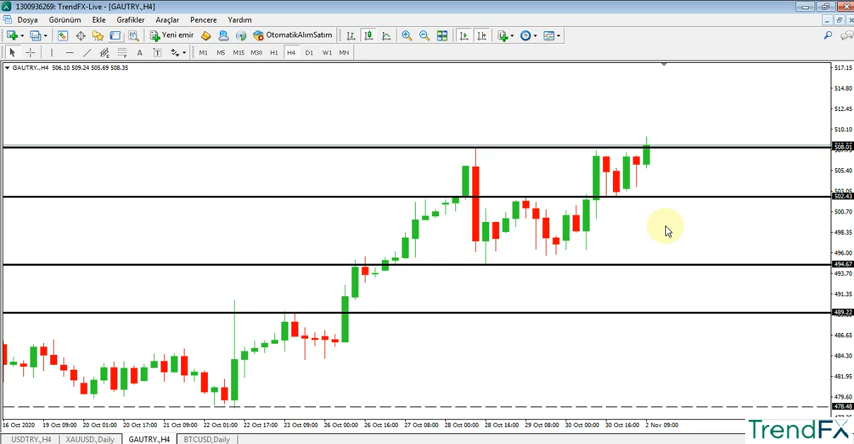 1300936269: TrendFX-Live - [GAUTRY.,H4]
Dosya Görünüm Ekle Grafikler Araçlar Pencere Yardım
Yeni emir OtomatikAlımSatım
A T M1 M5 M15 M30 H1 H4 D1 W1 MN
GAUTRY.,H4 506.10 509.24 505.69 508.35
517.15
514.80
512.45
510.10
508.01
505.40
503.05
502.43
500.70
498.35
496.00
494.67
493.70
491.35
489.22
486.65
484.30
481.95
479.60
478.48
16 Oct 2020 19 Oct 09:00 20 Oct 01:00 20 Oct 17:00 21 Oct 09:00 22 Oct 01:00 22 Oct 17:00 23 Oct 09:00 26 Oct 00:00 26 Oct 16:00 27 Oct 08:00 28 Oct 00:00 28 Oct 16:00 29 Oct 08:00 30 Oct 00:00 30 Oct 16:00 2 Nov 09:00
USDTRY.,H4 XAUUSD.,Daily GAUTRY.,H4 BTCUSD,Daily
TrendFX